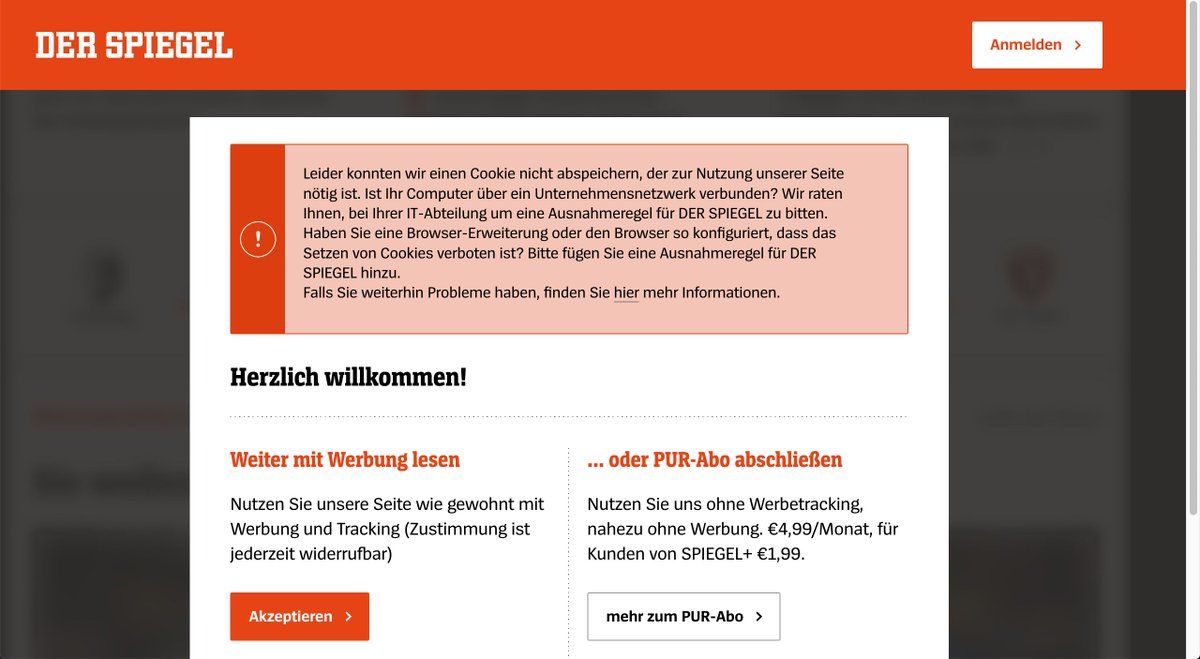 DER SPIEGEL
Anmelden
Leider konnten wir einen Cookie nicht abspeichern, der zur Nutzung unserer Seite
nötig ist. Ist Ihr Computer über ein Unternehmensnetzwerk verbunden? Wir raten
Ihnen, bei Ihrer IT-Abteilung um eine Ausnahmeregel für DER SPIEGEL zu bitten.
Haben Sie eine Browser-Erweiterung oder den Browser so konfiguriert, dass das
Setzen von Cookies verboten ist? Bitte fügen Sie eine Ausnahmeregel für DER
SPIEGEL hinzu.
Falls Sie weiterhin Probleme haben, finden Sie hier mehr Informationen.
Herzlich willkommen!
Weiter mit Werbung lesen
Nutzen Sie unsere Seite wie gewohnt mit
Werbung und Tracking (Zustimmung ist
jederzeit widerrufbar)
Akzeptieren
... oder PUR-Abo abschließen
Nutzen Sie uns ohne Werbetracking,
nahezu ohne Werbung. €4,99/Monat, für
Kunden von SPIEGEL+ €1,99.
mehr zum PUR-Abo